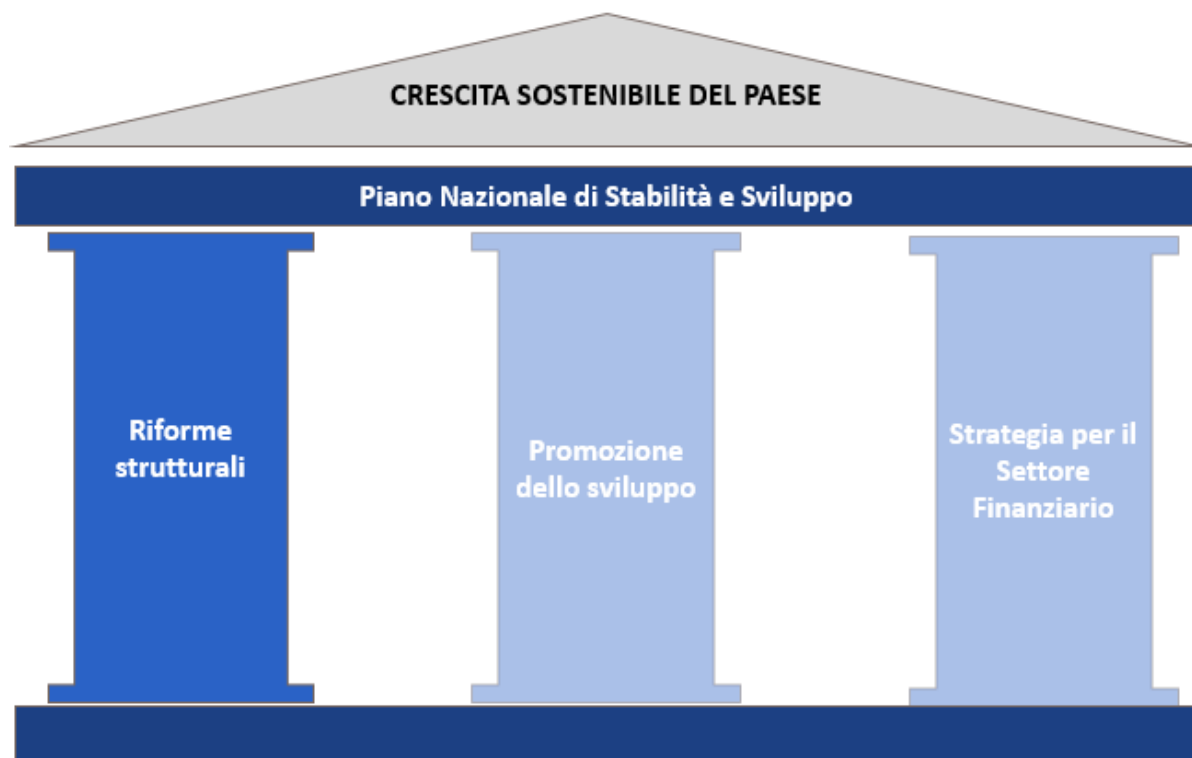 CRESCITA SOSTENIBILE DEL PAESE
Piano Nazionale di Stabilità e Sviluppo
Riforme
strutturali
Promozione
dello sviluppo
Strategia per il
Settore
Finanziario